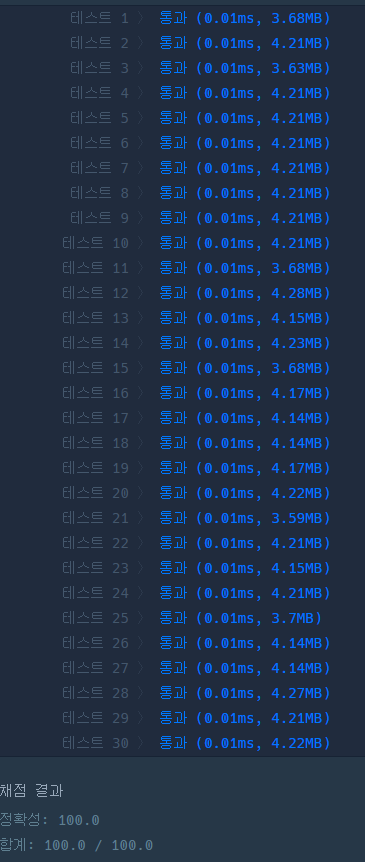 테스트 1 〉 통과 (0.01ms, 3.68MB)
테스트 2 〉 통과 (0.01ms, 4.21MB)
테스트 3 〉 통과 (0.01ms, 3.63MB)
테스트 4 〉 통과 (0.01ms, 4.21MB)
테스트 5 〉 통과 (0.01ms, 4.21MB)
테스트 6 〉 통과 (0.01ms, 4.21MB)
테스트 7 〉 통과 (0.01ms, 4.21MB)
테스트 8 〉 통과 (0.01ms, 4.21MB)
테스트 9 〉 통과 (0.01ms, 4.21MB)
테스트 10 〉 통과 (0.01ms, 4.21MB)
테스트 11 〉 통과 (0.01ms, 3.68MB)
테스트 12 〉 통과 (0.01ms, 4.28MB)
테스트 13 〉 통과 (0.01ms, 4.15MB)
테스트 14 〉 통과 (0.01ms, 4.23MB)
테스트 15 〉 통과 (0.01ms, 3.68MB)
테스트 16 〉 통과 (0.01ms, 4.17MB)
테스트 17 〉 통과 (0.01ms, 4.14MB)
테스트 18 〉 통과 (0.01ms, 4.14MB)
테스트 19 〉 통과 (0.01ms, 4.17MB)
테스트 20 〉 통과 (0.01ms, 4.22MB)
테스트 21 〉 통과 (0.01ms, 3.59MB)
테스트 22 〉 통과 (0.01ms, 4.21MB)
테스트 23 〉 통과 (0.01ms, 4.15MB)
테스트 24 〉 통과 (0.01ms, 4.21MB)
테스트 25 〉 통과 (0.01ms, 3.7MB)
테스트 26 〉 통과 (0.01ms, 4.14MB)
테스트 27 〉 통과 (0.01ms, 4.14MB)
테스트 28 〉 통과 (0.01ms, 4.27MB)
테스트 29 〉 통과 (0.01ms, 4.21MB)
테스트 30 〉 통과 (0.01ms, 4.22MB)
채점 결과
정확성: 100.0
합계: 100.0 / 100.0